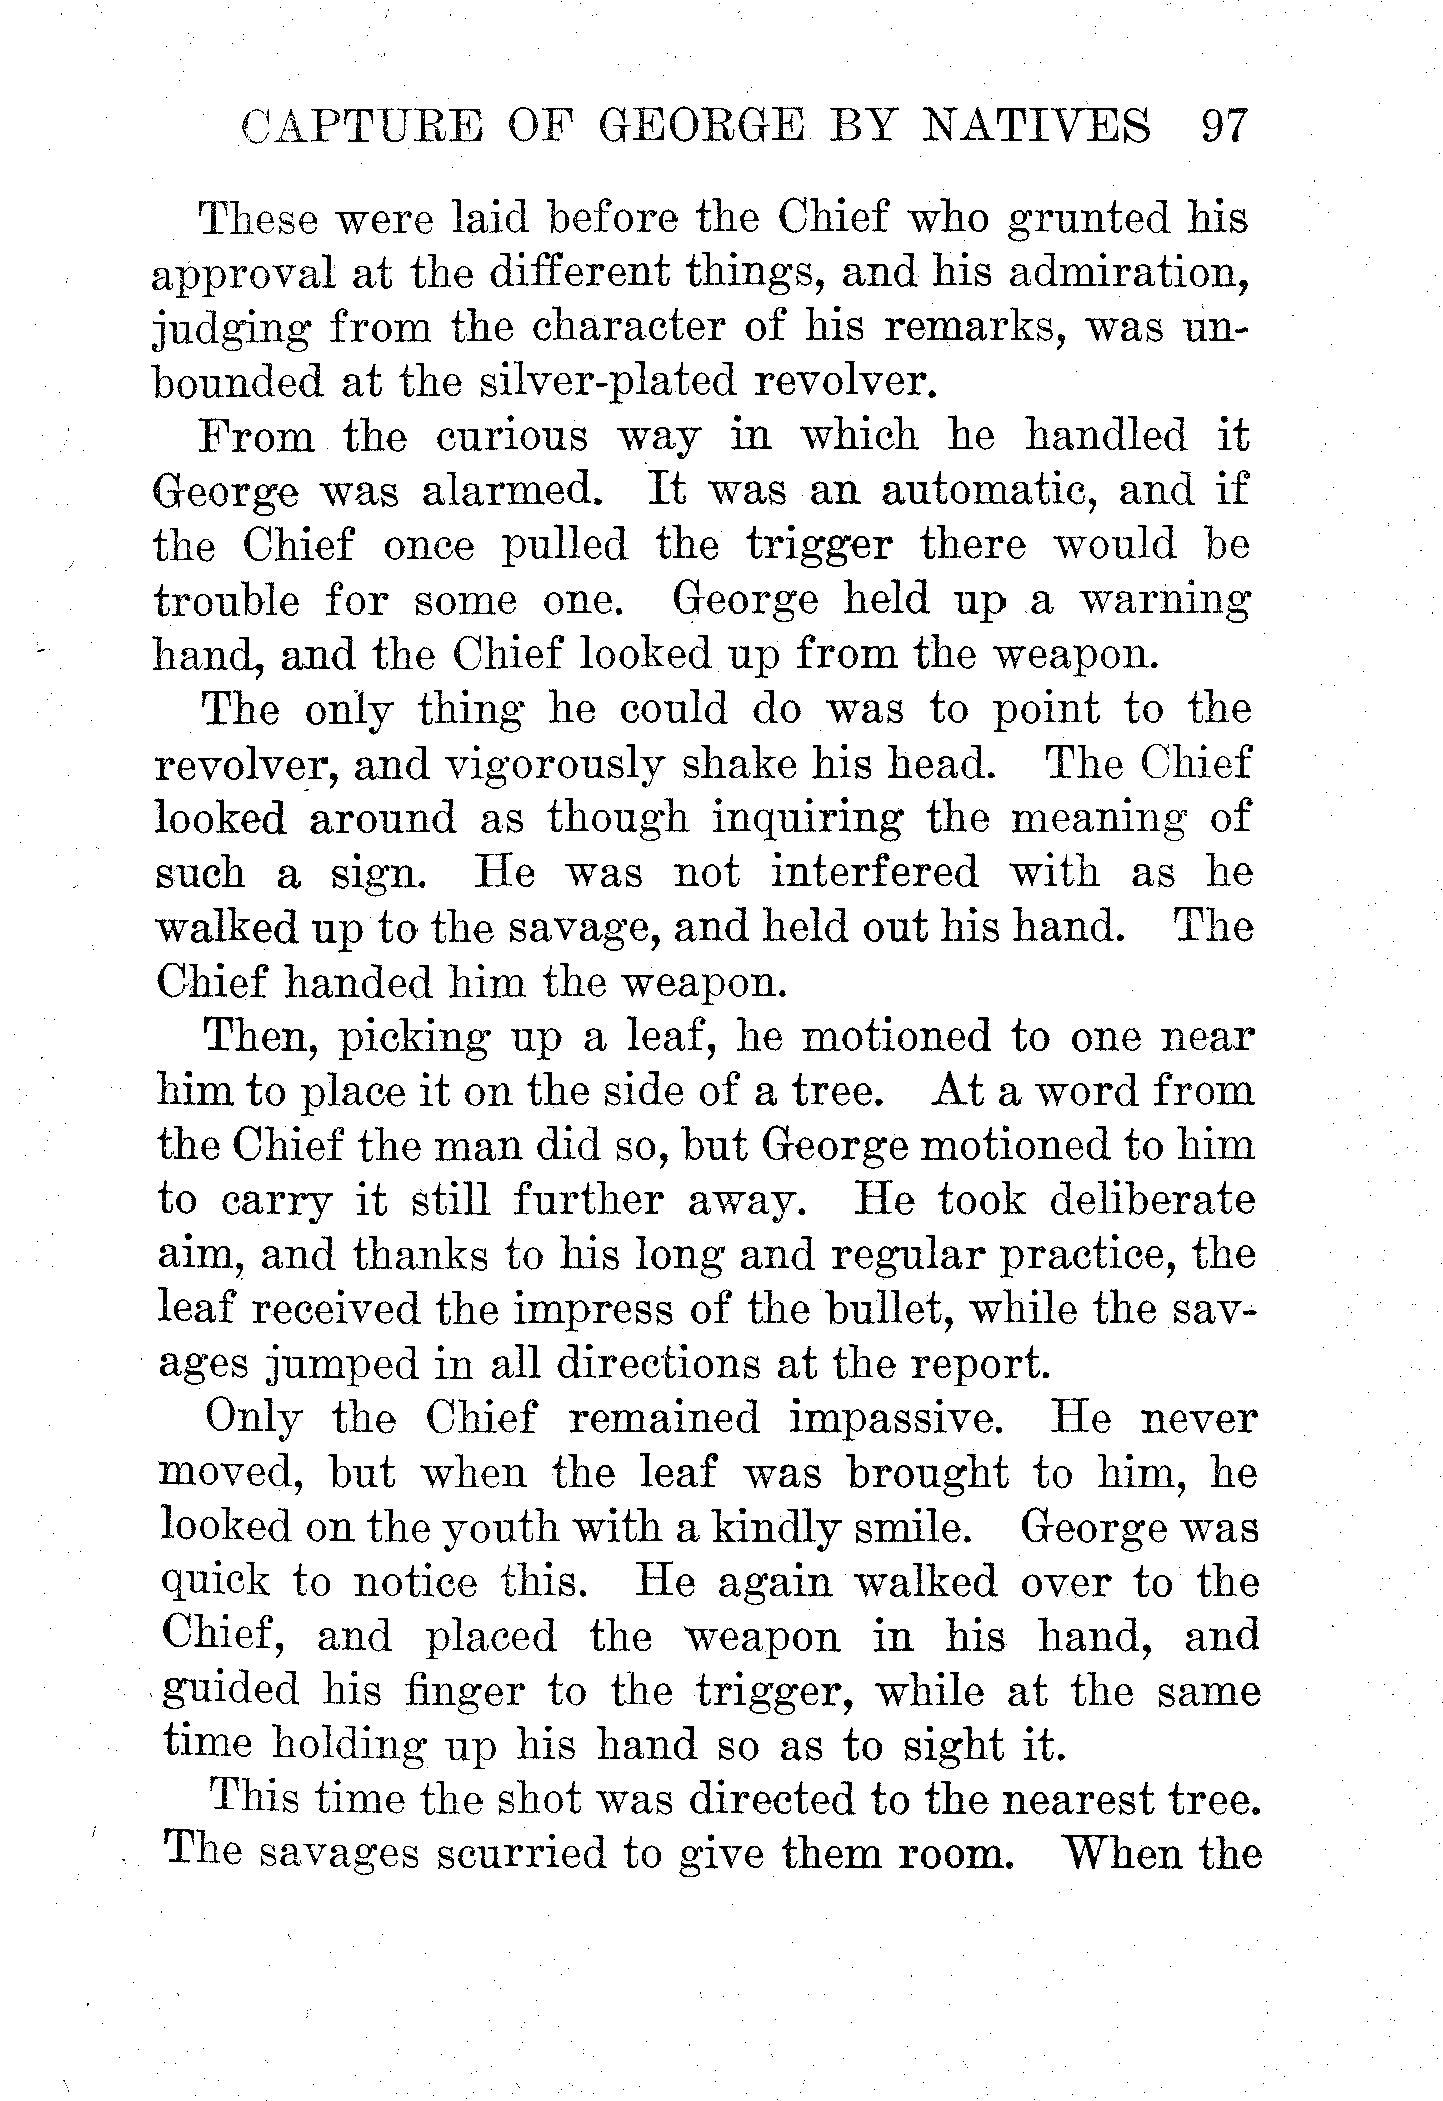 CAPTURE OF GEORGE BY NATIVES 97
These were laid before the Chief who grunted his
approval at the different things, and his admiration,
judging from the character of his remarks, was un-
bounded at the silver-plated revolver.
From the curious way in which he handled it
George was alarmed. It was an automatic, and if
the Chief once pulled the trigger there would be
trouble for some one. George held up a warning
hand, and the Chief looked up from the weapon.
The only thing he could do was to point to the
revolver, and vigorously shake his head. The Chief
looked around as though inquiring the meaning of
such a sign. He was not interfered with as he
walked up to the savage, and held out his hand. The
Chief handed him the weapon.
Then, picking up a leaf, he motioned to one near
him to place it on the side of a tree. At a word from
the Chief the man did so, but George motioned to him
to carry it still further away. He took deliberate
aim, and thanks to his long and regular practice, the
leaf received the impress of the bullet, while the sav-
ages jumped in all directions at the report.
Only the Chief remained impassive. He never
moved, but when the leaf was brought to him, he
looked on the youth with a kindly smile. George was
quick to notice this. He again walked over to the
Chief, and placed the weapon in his hand, and
guided his finger to the trigger, while at the same
time holding up his hand so as to sight it.
This time the shot was directed to the nearest tree.
The savages scurried to give them room. When the